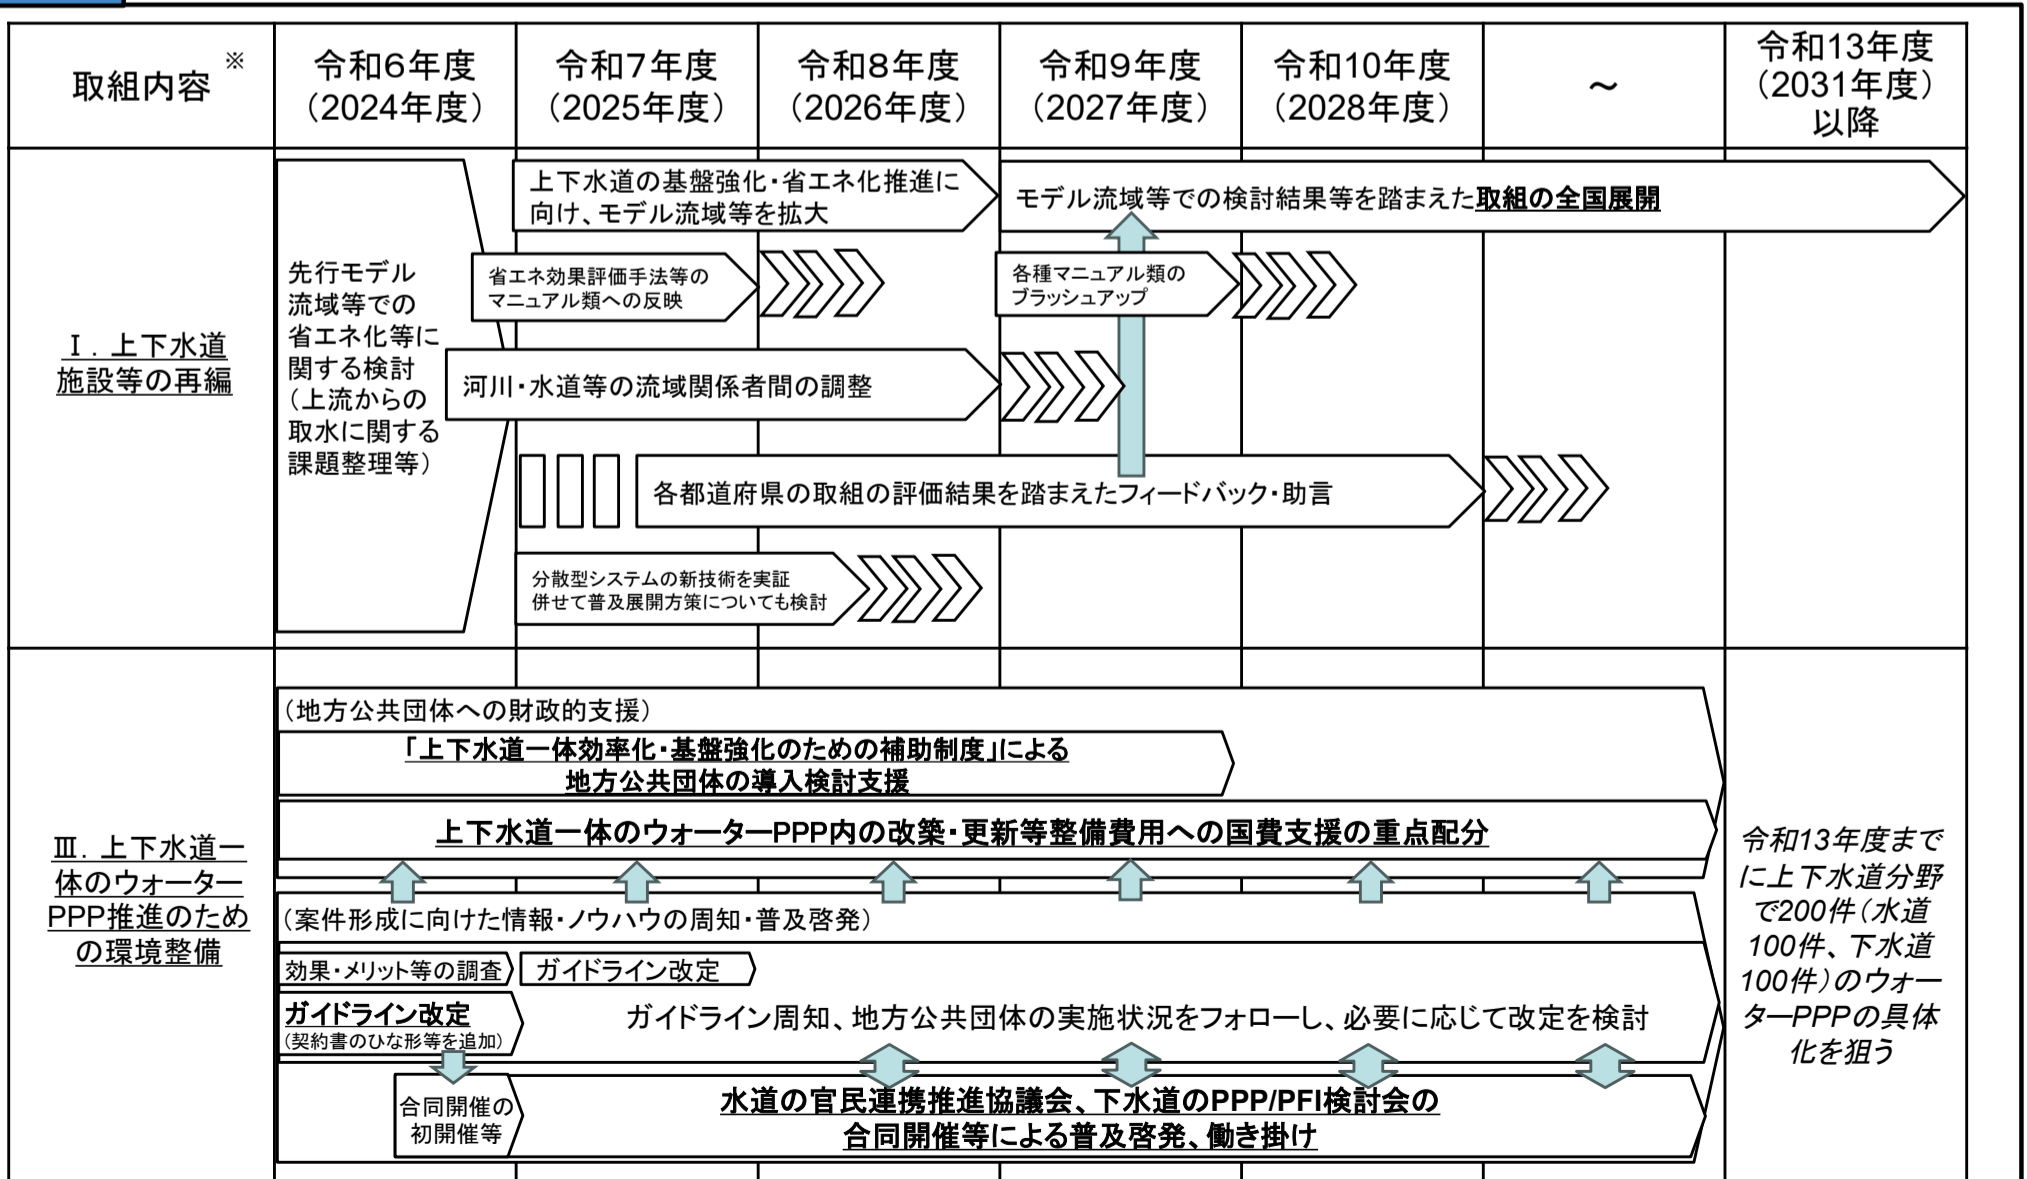 取組内容 ※
令和6年度
（2024年度）
令和7年度
（2025年度）
令和8年度
（2026年度）
令和9年度
（2027年度）
令和10年度
（2028年度）
～
令和13年度
（2031年度）
以降
Ⅰ．上下水道
施設等の再編
先行モデル
流域等での
省エネ化等に
関する検討
（上流からの
取水に関する
課題整理等）
上下水道の基盤強化・省エネ化推進に
向け、モデル流域等を拡大
モデル流域等での検討結果等を踏まえた取組の全国展開
省エネ効果評価手法等の
マニュアル類への反映
各種マニュアル類の
ブラッシュアップ
河川・水道等の流域関係者間の調整
各都道府県の取組の評価結果を踏まえたフィードバック・助言
分散型システムの新技術を実証
併せて普及展開方策についても検討
Ⅲ．上下水道一
体のウォーター
PPP推進のため
の環境整備
（地方公共団体への財政的支援）
「上下水道一体効率化・基盤強化のための補助制度」による
地方公共団体の導入検討支援
上下水道一体のウォーターPPP内の改築・更新等整備費用への国費支援の重点配分
（案件形成に向けた情報・ノウハウの周知・普及啓発）
効果・メリット等の調査
ガイドライン改定
ガイドライン改定
（契約書のひな形等を追加）
ガイドライン周知、地方公共団体の実施状況をフォローし、必要に応じて改定を検討
合同開催の
初開催等
水道の官民連携推進協議会、下水道のPPP/PFI検討会の
合同開催等による普及啓発、働き掛け
令和13年度まで
に上下水道分野
で200件（水道
100件、下水道
100件）のウォー
ターPPPの具体
化を狙う